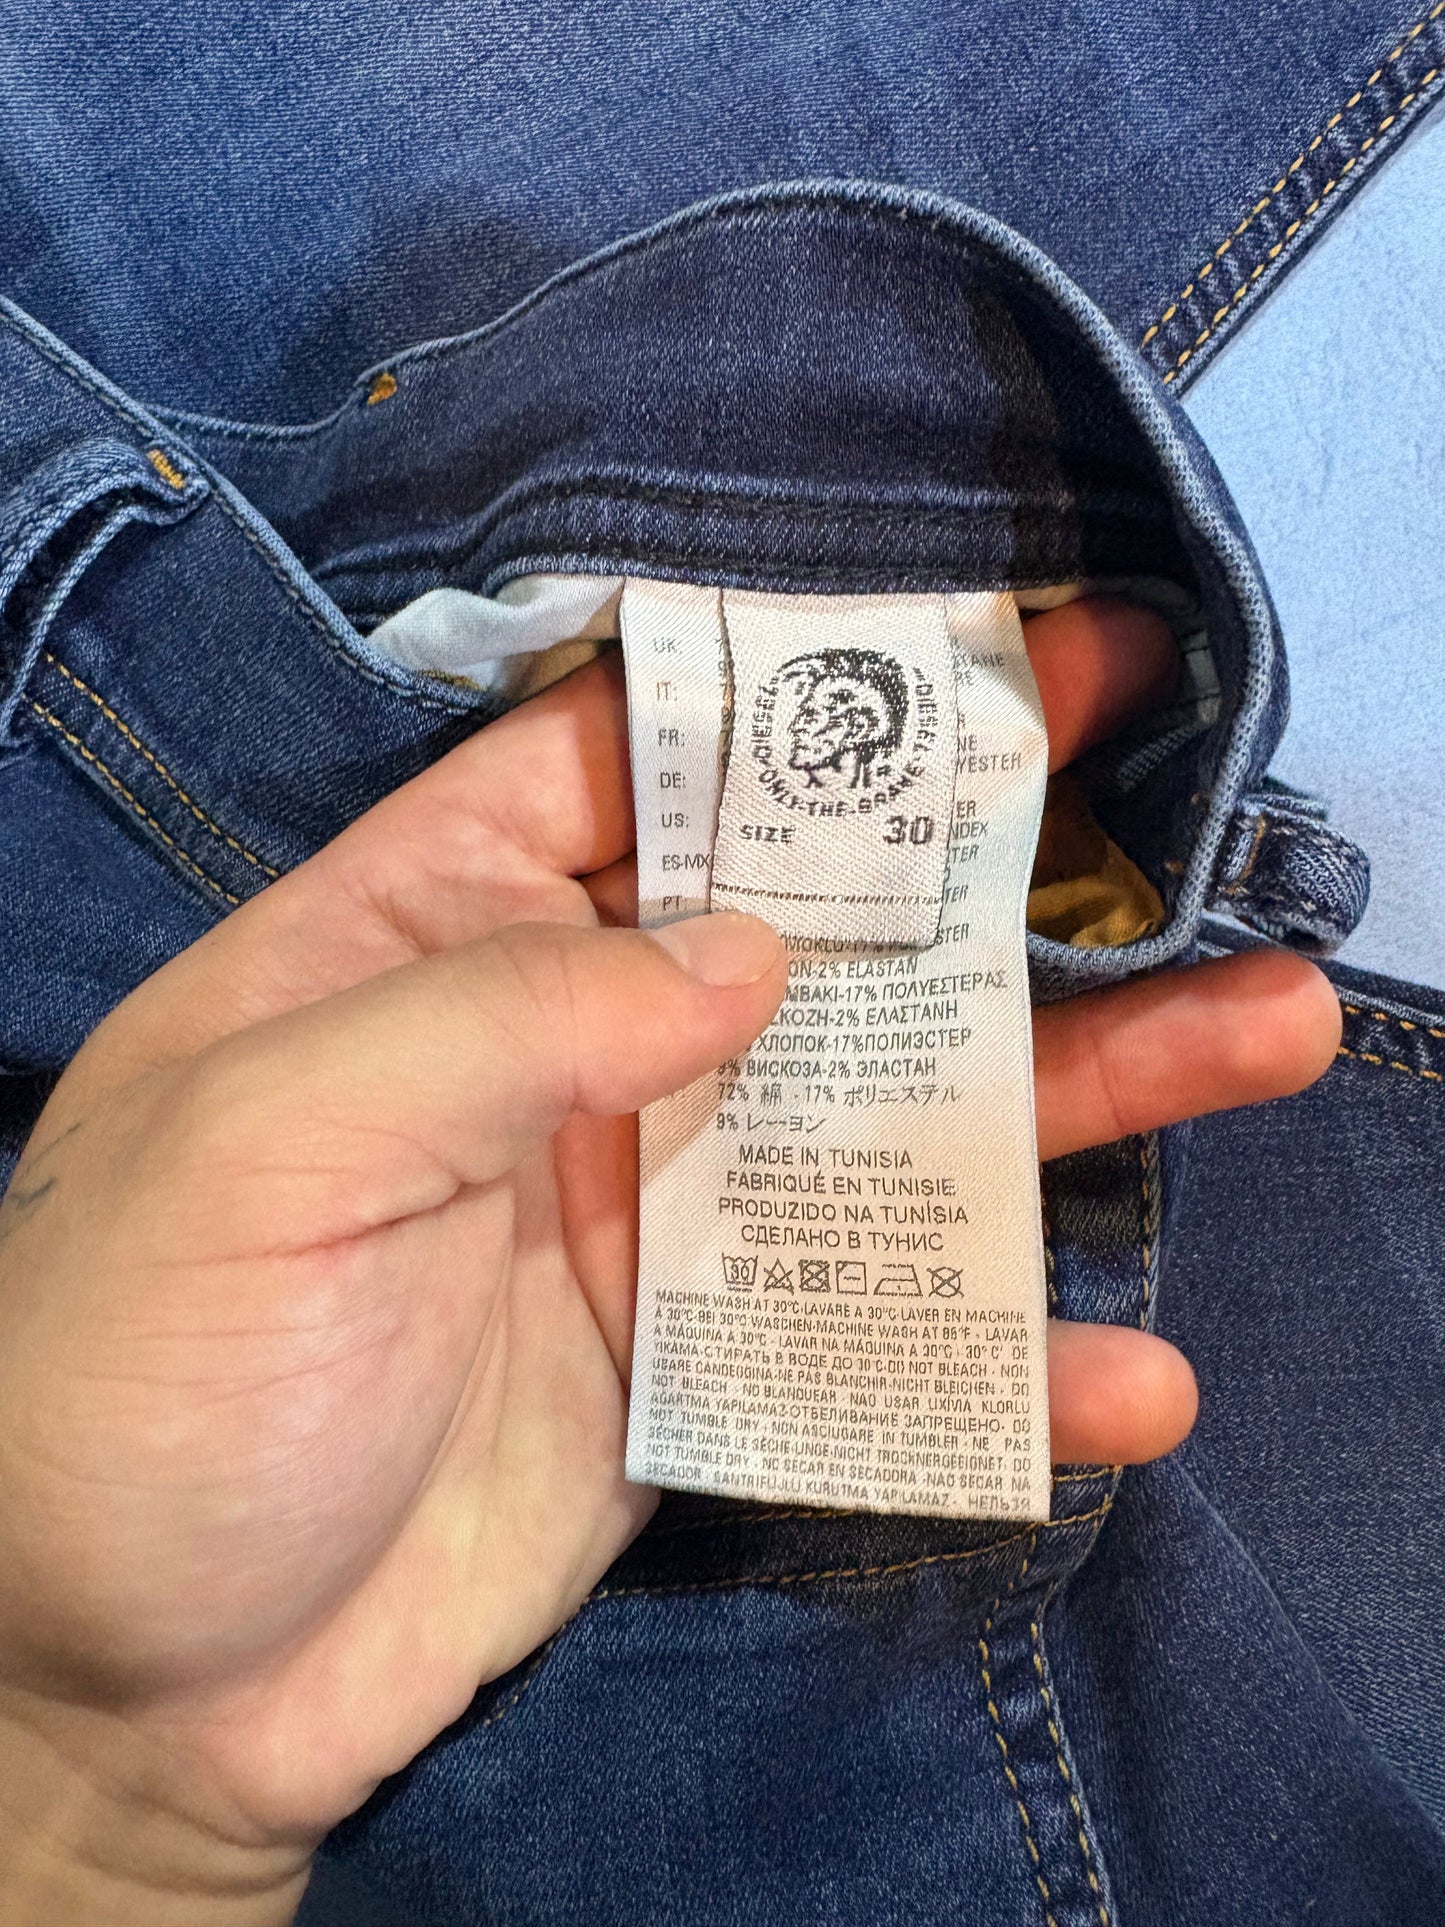 DIESEL
ONLY·THE·BRAVE
DIESEL
SIZE 30
UK:
IT:
FR:
DE:
US:
ES-MX
PT:
YESTER
-2% ELASTAN
-17% ΠΟΛΥΕΣΤΕΡΑΣ
-2% ΕΛΑΣΤΑΝΗ
ХЛОПОК-17%ПОЛИЭСТЕР
9% ВИСКОЗА-2% ЭЛАСТАН
72% 綿 - 17% ポリエステル
9% レーヨン
MADE IN TUNISIA
FABRIQUÉ EN TUNISIE
PRODUZIDO NA TUNÍSIA
СДЕЛАНО В ТУНИС
30
MACHINE WASH AT 30°C·LAVARE A 30°C·LAVER EN MACHINE
A 30°C·BEI 30°C WASCHEN·MACHINE WASH AT 86°F - LAVAR
A MÁQUINA A 30°C - LAVAR NA MÁQUINA A 30°C - 30° C' DE
YIKAMA·СТИРАТЬ В ВОДЕ ДО 30°C·DO NOT BLEACH - NON
USARE CANDEGGINA·NE PAS BLANCHIR·NICHT BLEICHEN - DO
NOT BLEACH - NO BLANQUEAR - NÃO USAR LIXÍVIA KLORLU
AĞARTMA YAPILAMAZ·ОТБЕЛИВАНИЕ ЗАПРЕЩЕНО- DO
NOT TUMBLE DRY - NON ASCIUGARE IN TUMBLER - NE PAS
SÉCHER DANS LE SÈCHE-LINGE·NICHT TROCKNERGEEIGNET· DO
NOT TUMBLE DRY - NO SECAR EN SECADORA -NÃO SECAR NA
SECADOR SANTRIFUJLU KURUTMA YAPILAMAZ - НЕЛЬЗЯ